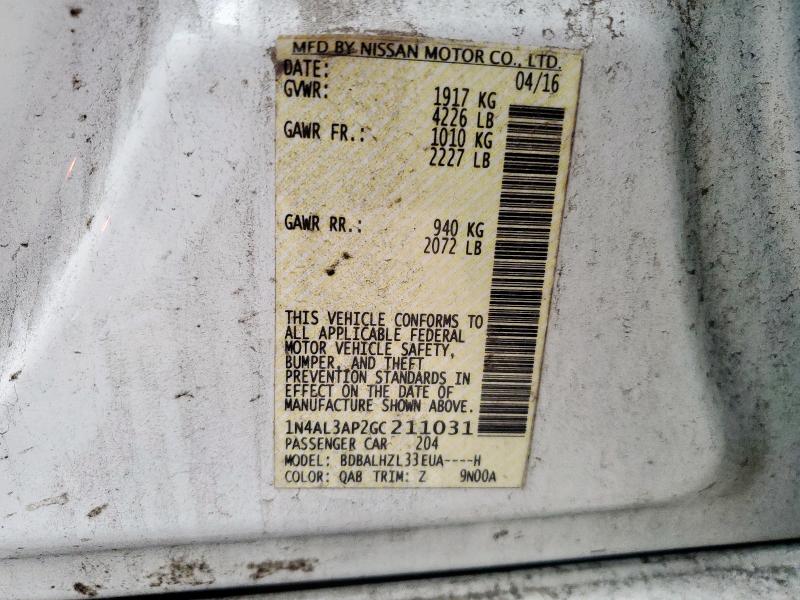 MFD BY NISSAN MOTOR CO., LTD.
DATE: 04/16
GVWR: 1917 KG
4226 LB
GAWR FR.: 1010 KG
2227 LB
GAWR RR.: 940 KG
2072 LB
THIS VEHICLE CONFORMS TO
ALL APPLICABLE FEDERAL
MOTOR VEHICLE SAFETY,
BUMPER, AND THEFT
PREVENTION STANDARDS IN
EFFECT ON THE DATE OF
MANUFACTURE SHOWN ABOVE.
1N4AL3AP2GC211031
PASSENGER CAR 204
MODEL: BDBALHZL33EUA----H
COLOR: QAB TRIM: Z 9N00A